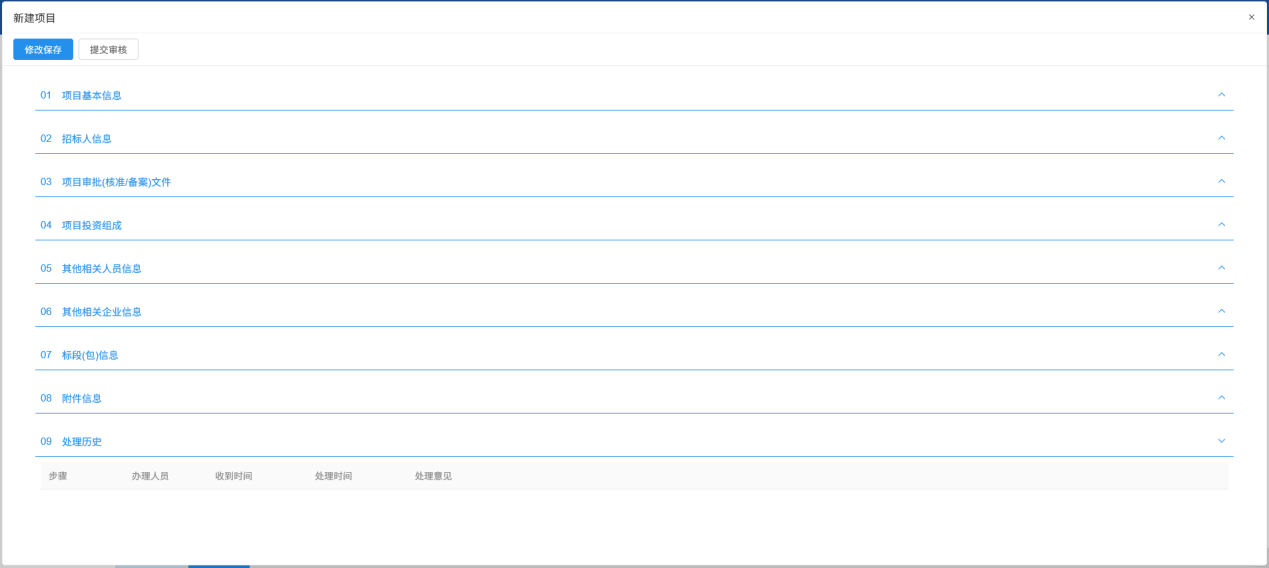 新建项目 ×
修改保存 提交审核
01 项目基本信息
02 招标人信息
03 项目审批(核准/备案)文件
04 项目投资组成
05 其他相关人员信息
06 其他相关企业信息
07 标段(包)信息
08 附件信息
09 处理历史
步骤 办理人员 收到时间 处理时间 处理意见